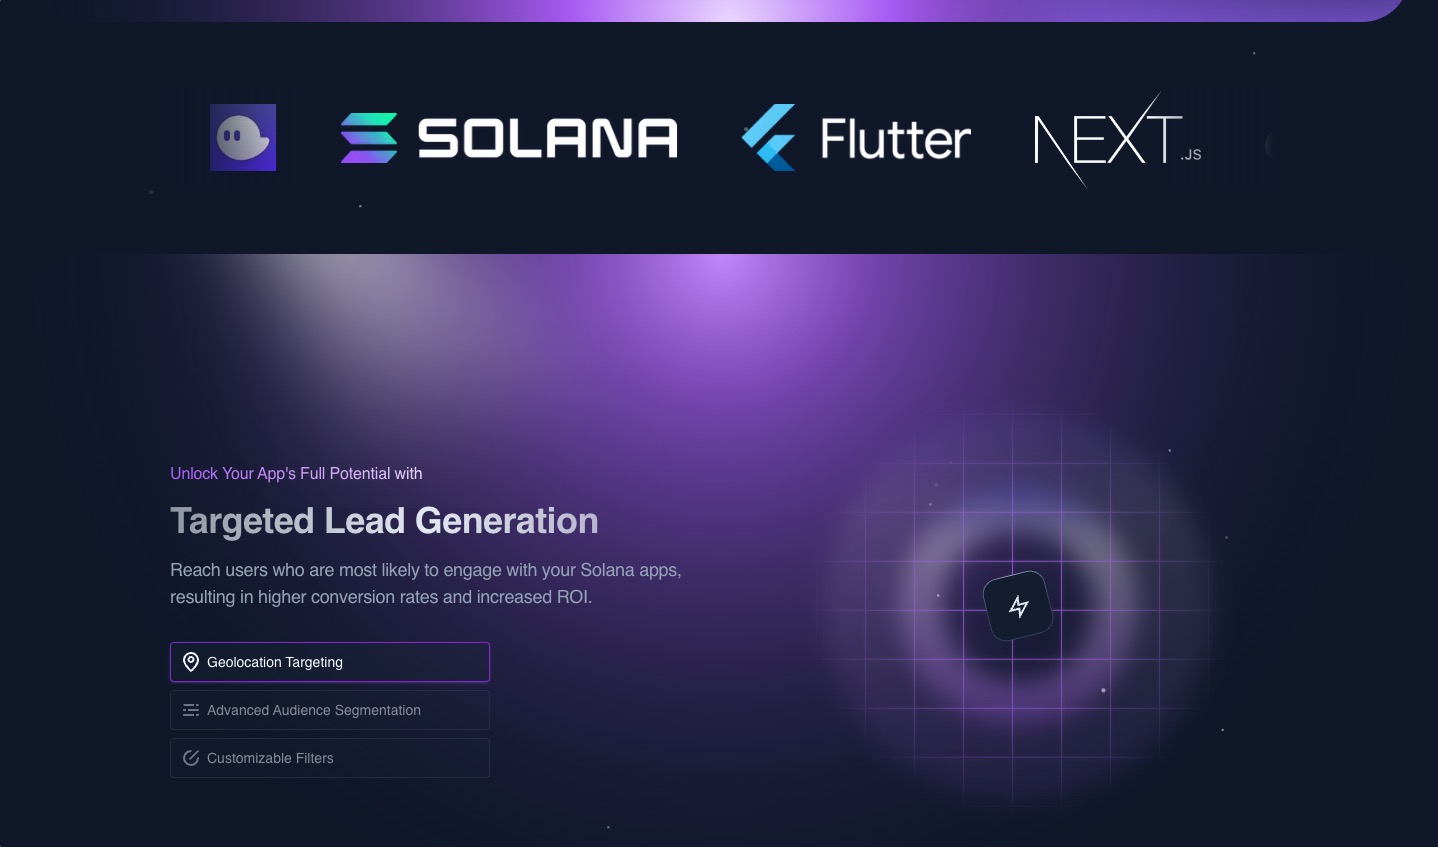 SOLANA
Flutter
NEXT.JS
Unlock Your App's Full Potential with
Targeted Lead Generation
Reach users who are most likely to engage with your Solana apps,
resulting in higher conversion rates and increased ROI.
Geolocation Targeting
Advanced Audience Segmentation
Customizable Filters